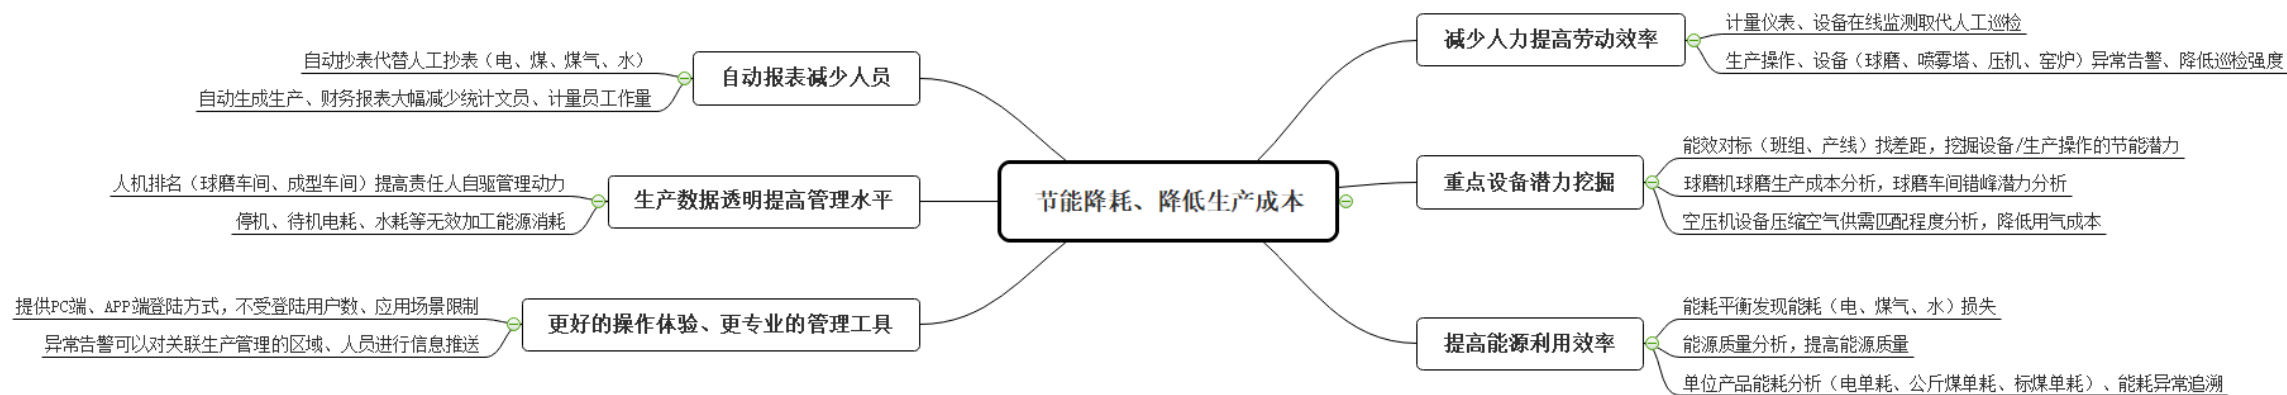 节能降耗、降低生产成本
减少人力提高劳动效率
计量仪表、设备在线监测取代人工巡检
生产操作、设备（球磨、喷雾塔、压机、窑炉）异常告警、降低巡检强度
重点设备潜力挖掘
能效对标（班组、产线）找差距，挖掘设备/生产操作的节能潜力
球磨机球磨生产成本分析，球磨车间错峰潜力分析
空压机设备压缩空气供需匹配程度分析，降低用气成本
提高能源利用效率
能耗平衡发现能耗（电、煤气、水）损失
能源质量分析，提高能源质量
单位产品能耗分析（电单耗、公斤煤单耗、标煤单耗）、能耗异常追溯
自动报表减少人员
自动抄表代替人工抄表（电、煤、煤气、水）
自动生成生产、财务报表大幅减少统计文员、计量员工作量
生产数据透明提高管理水平
人机排名（球磨车间、成型车间）提高责任人自驱管理动力
停机、待机电耗、水耗等无效加工能源消耗
更好的操作体验、更专业的管理工具
提供PC端、APP端登陆方式，不受登陆用户数、应用场景限制
异常告警可以对关联生产管理的区域、人员进行信息推送